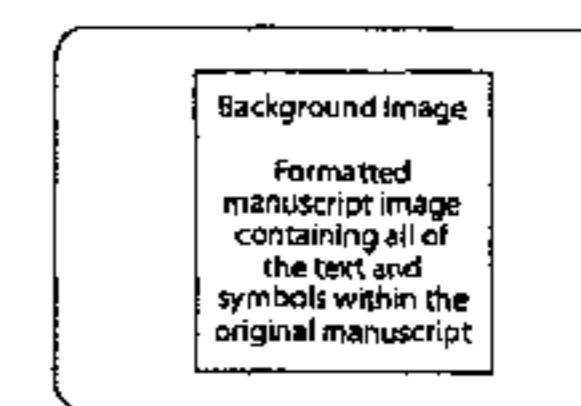 Background Image
Formatted
manuscript image
containing all of
the text and
symbols within the
original manuscript